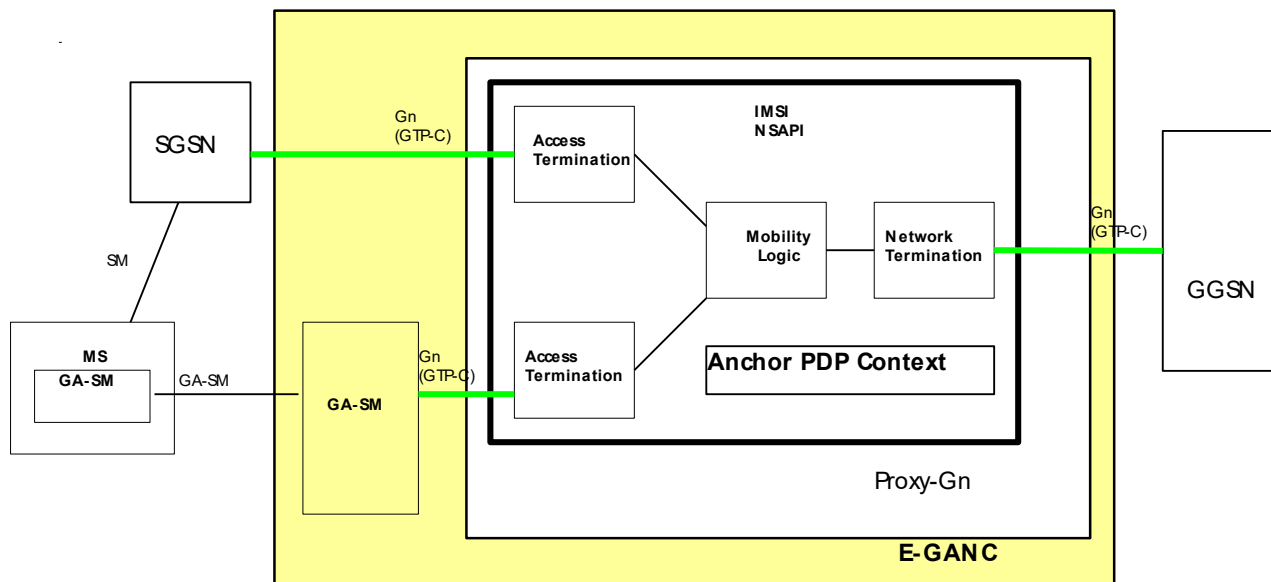 Gn
(GTP-C)
IMSI
NSAPI
SGSN
Access
Termination
Gn
(GTP-C)
Mobility
Logic
Network
Termination
SM
GGSN
MS
GA-SM
GA-SM
GA-SM
Gn
(GTP-C)
Access
Termination
Anchor PDP Context
Proxy-Gn
E-GANC